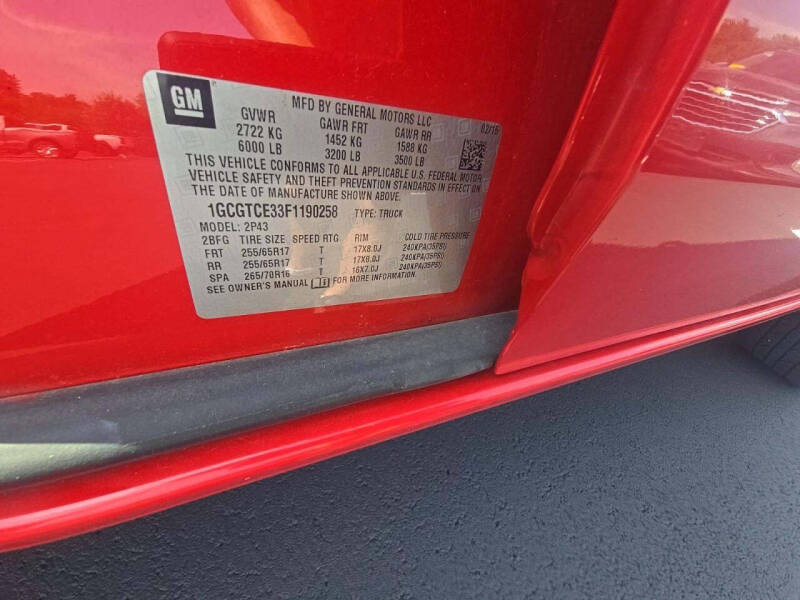 GM
MFD BY GENERAL MOTORS LLC
GVWR GAWR FRT GAWR RR
2722 KG 1452 KG 1588 KG
6000 LB 3200 LB 3500 LB
THIS VEHICLE CONFORMS TO ALL APPLICABLE U.S. FEDERAL MOTOR
VEHICLE SAFETY AND THEFT PREVENTION STANDARDS IN EFFECT ON
THE DATE OF MANUFACTURE SHOWN ABOVE.
1GCGTCE33F1190258 TYPE: TRUCK
MODEL: 2P43
2BFG TIRE SIZE SPEED RTG RIM COLD TIRE PRESSURE
FRT 255/65R17 T 17X8.0J 240KPA(35PSI)
RR 255/65R17 T 17X8.0J 240KPA(35PSI)
SPA 265/70R16 T 16X7.0J 240KPA(35PSI)
SEE OWNER'S MANUAL FOR MORE INFORMATION.